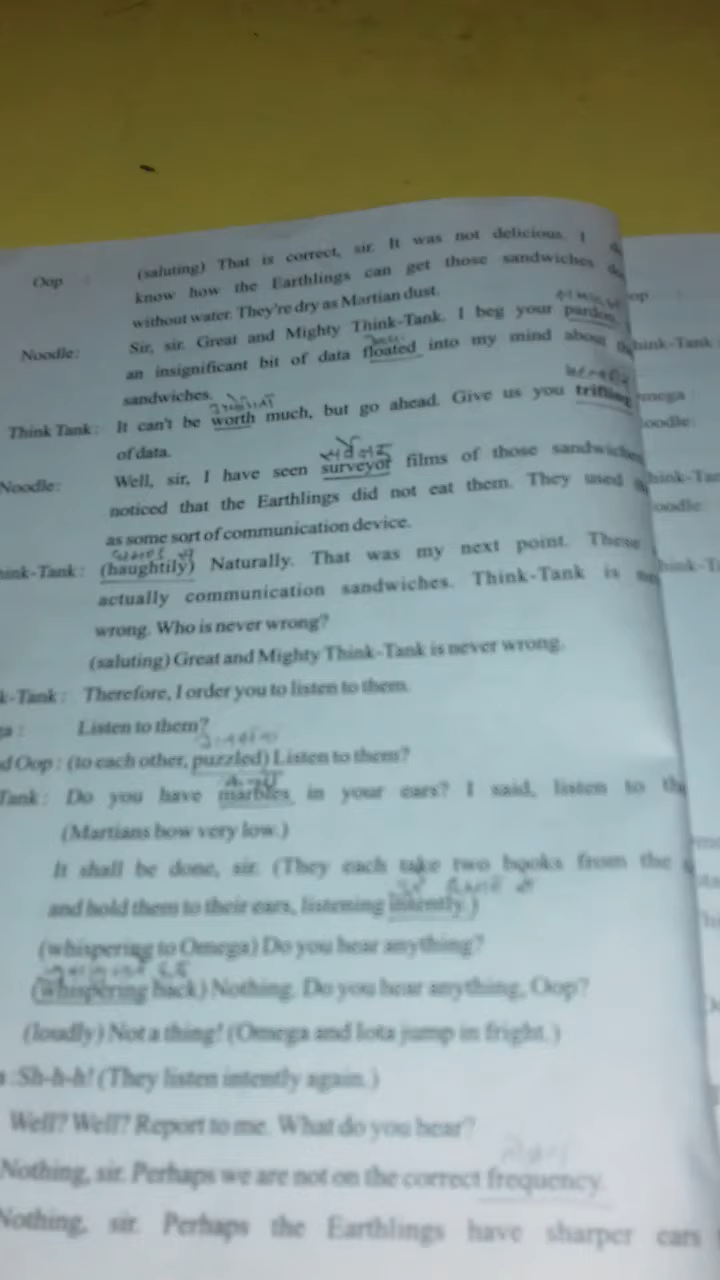 Oop : (saluting) That is correct, sir. It was not delicious. I
know how the Earthlings can get those sandwiches
without water. They're dry as Martian dust.
Noodle: Sir, sir. Great and Mighty Think-Tank. I beg your pardon,
an insignificant bit of data floated into my mind about
sandwiches.
Think Tank: It can't be worth much, but go ahead. Give us you trifling
of data.
Noodle: Well, sir, I have seen surveyor films of those sandwiches
noticed that the Earthlings did not eat them. They used
as some sort of communication device.
ink-Tank: (haughtily) Naturally. That was my next point. These
actually communication sandwiches. Think-Tank is
wrong. Who is never wrong?
(saluting) Great and Mighty Think-Tank is never wrong.
k-Tank: Therefore, I order you to listen to them.
a: Listen to them?
d Oop: (to each other, puzzled) Listen to them?
Tank: Do you have marbles in your ears? I said, listen to th
(Martians bow very low.)
It shall be done, sir. (They each take two books from the
and hold them to their ears, listening intently.)
(whispering to Omega) Do you hear anything?
(whispering back) Nothing. Do you hear anything, Oop?
(loudly) Not a thing! (Omega and Iota jump in fright.)
a :Sh-h-h! (They listen intently again.)
Well? Well? Report to me. What do you hear?
Nothing, sir. Perhaps we are not on the correct frequency.
Nothing, sir. Perhaps the Earthlings have sharper ears
op
hink-Tank
mega
oodle:
hink-Tan
oodle:
hink-T